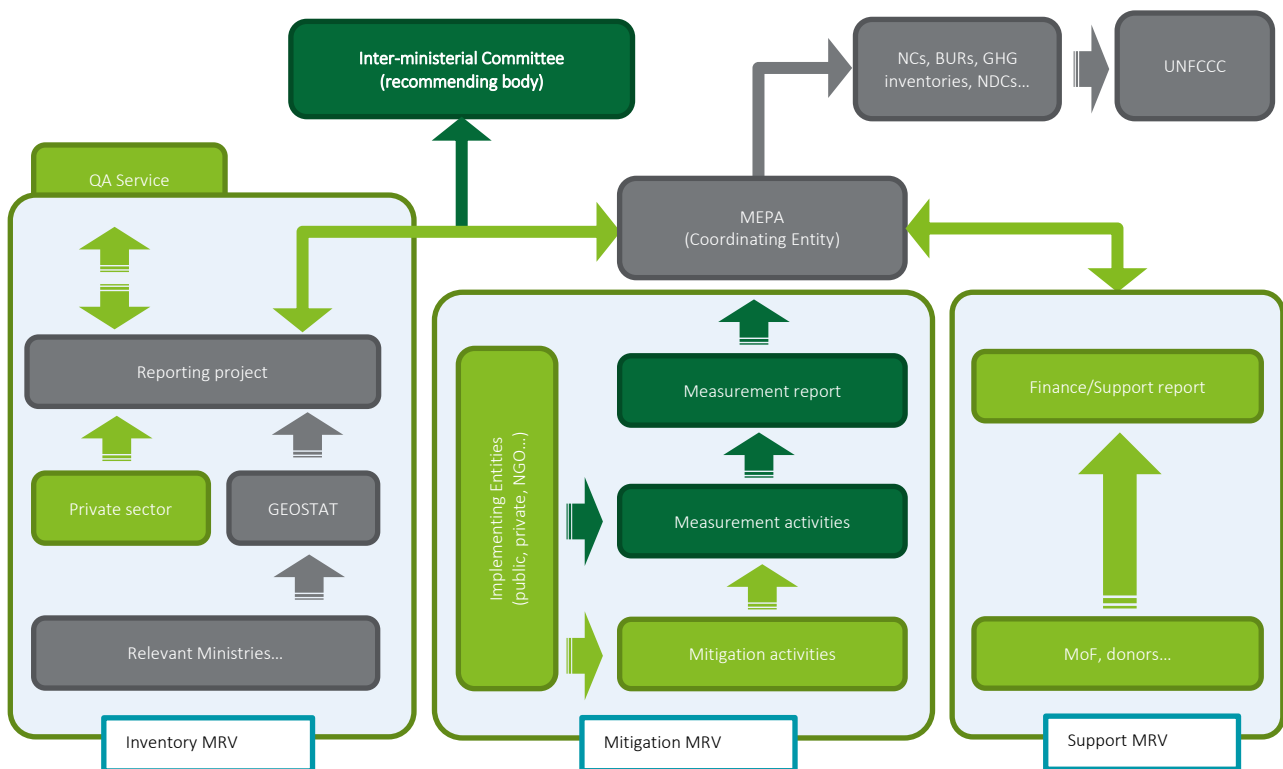 Inter-ministerial Committee
(recommending body)
NCs, BURs, GHG
inventories, NDCs...
UNFCCC
QA Service
MEPA
(Coordinating Entity)
Reporting project
Private sector
GEOSTAT
Relevant Ministries...
Inventory MRV
Implementing Entities
(public, private, NGO...)
Measurement report
Measurement activities
Mitigation activities
Mitigation MRV
Finance/Support report
MoF, donors...
Support MRV